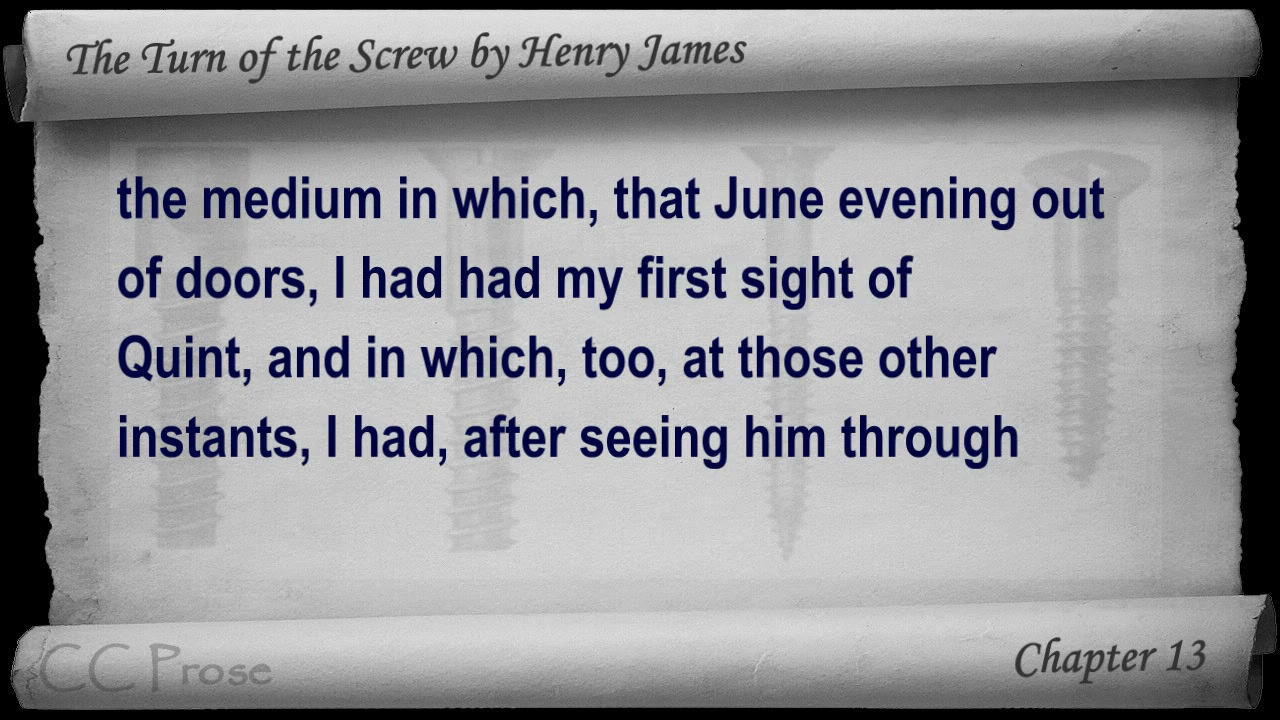 The Turn of the Screw by Henry James
the medium in which, that June evening out
of doors, I had had my first sight of
Quint, and in which, too, at those other
instants, I had, after seeing him through
CC Prose
Chapter 13